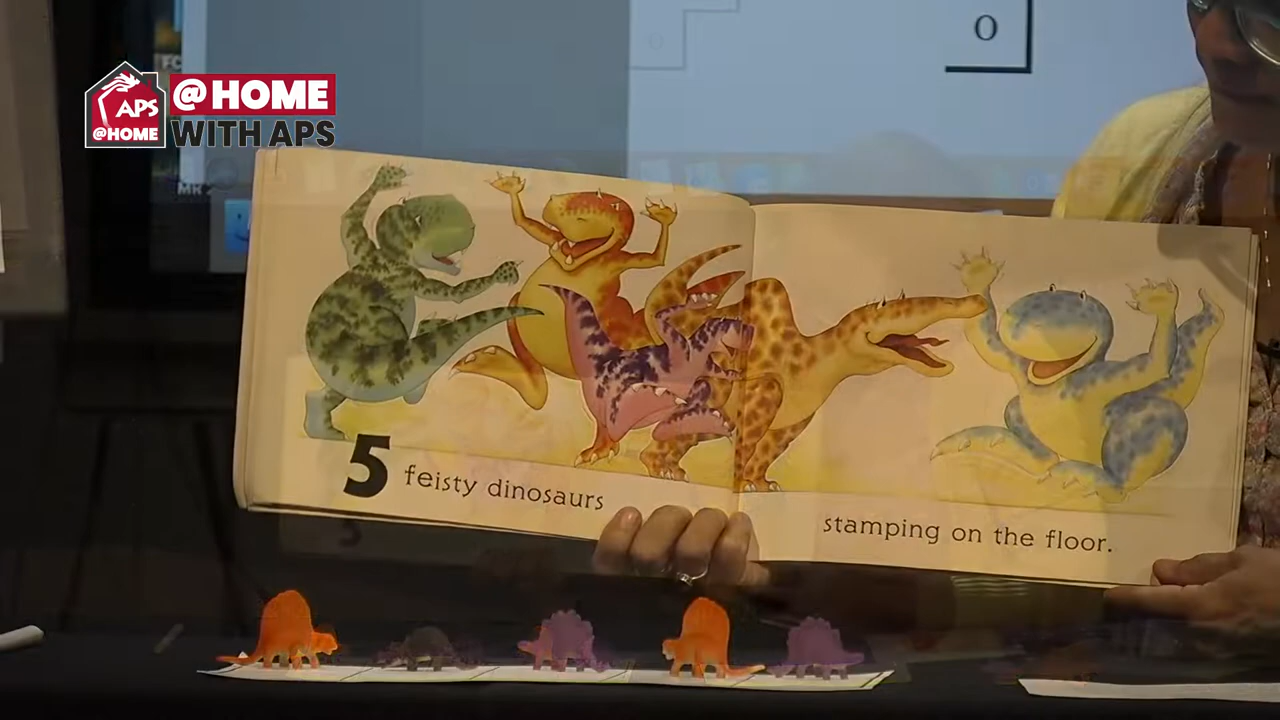 APS
@HOME
@HOME
WITH APS
O
5 feisty dinosaurs
stamping on the floor.